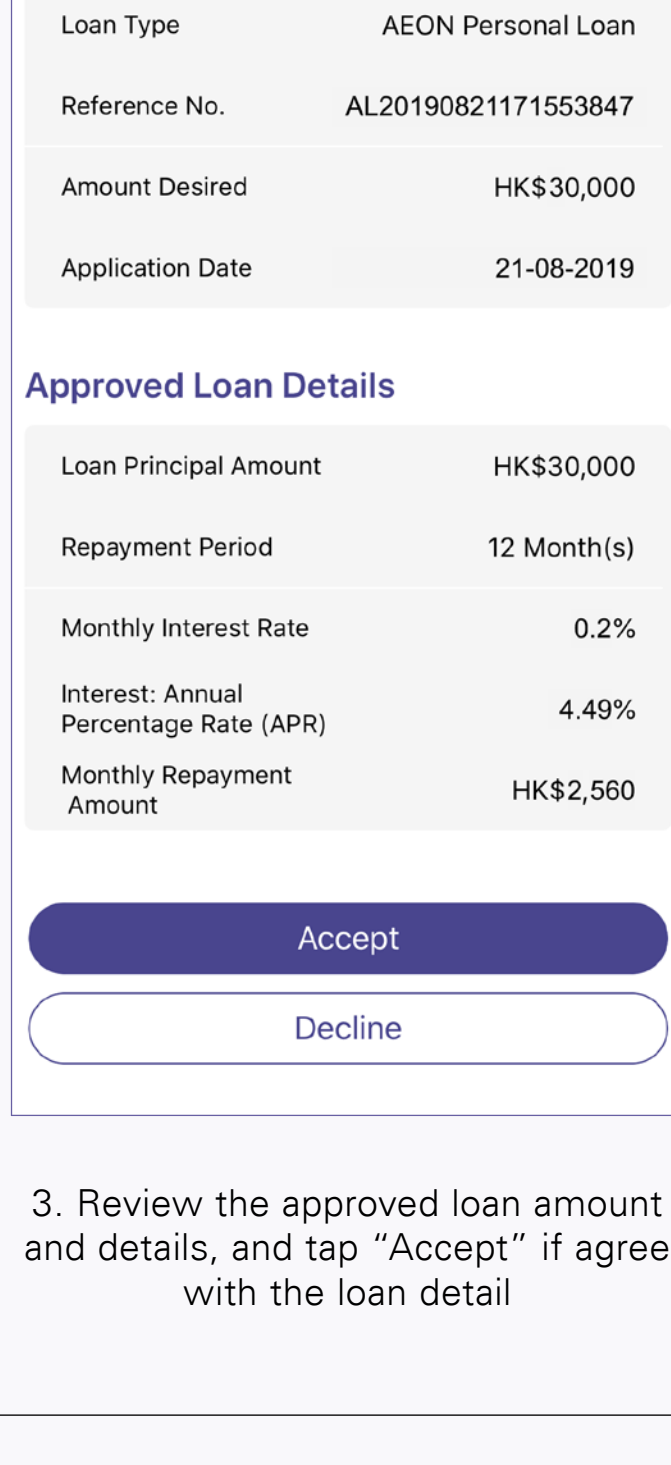 Loan Type AEON Personal Loan
Reference No. AL20190821171553847
Amount Desired HK$30,000
Application Date 21-08-2019
Approved Loan Details
Loan Principal Amount HK$30,000
Repayment Period 12 Month(s)
Monthly Interest Rate 0.2%
Interest: Annual
Percentage Rate (APR) 4.49%
Monthly Repayment
Amount HK$2,560
Accept
Decline
3. Review the approved loan amount
and details, and tap “Accept” if agree
with the loan detail